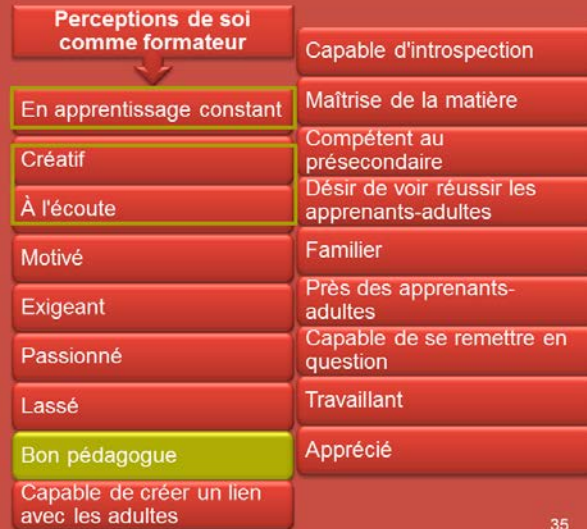 Perceptions de soi
comme formateur
En apprentissage constant
Créatif
À l'écoute
Motivé
Exigeant
Passionné
Lassé
Bon pédagogue
Capable de créer un lien
avec les adultes
Capable d'introspection
Maîtrise de la matière
Compétent au
présecondaire
Désir de voir réussir les
apprenants-adultes
Familier
Près des apprenants-
adultes
Capable de se remettre en
question
Travaillant
Apprécié
35